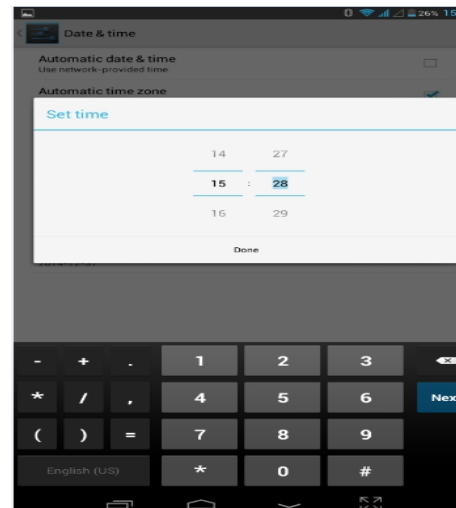 26% 15
Date & time
Automatic date & time
Use network-provided time
Automatic time zone
Set time
14 27
15 : 28
16 29
Done
- + . 1 2 3
* / , 4 5 6 Nex
( ) = 7 8 9
English (US) * 0 #